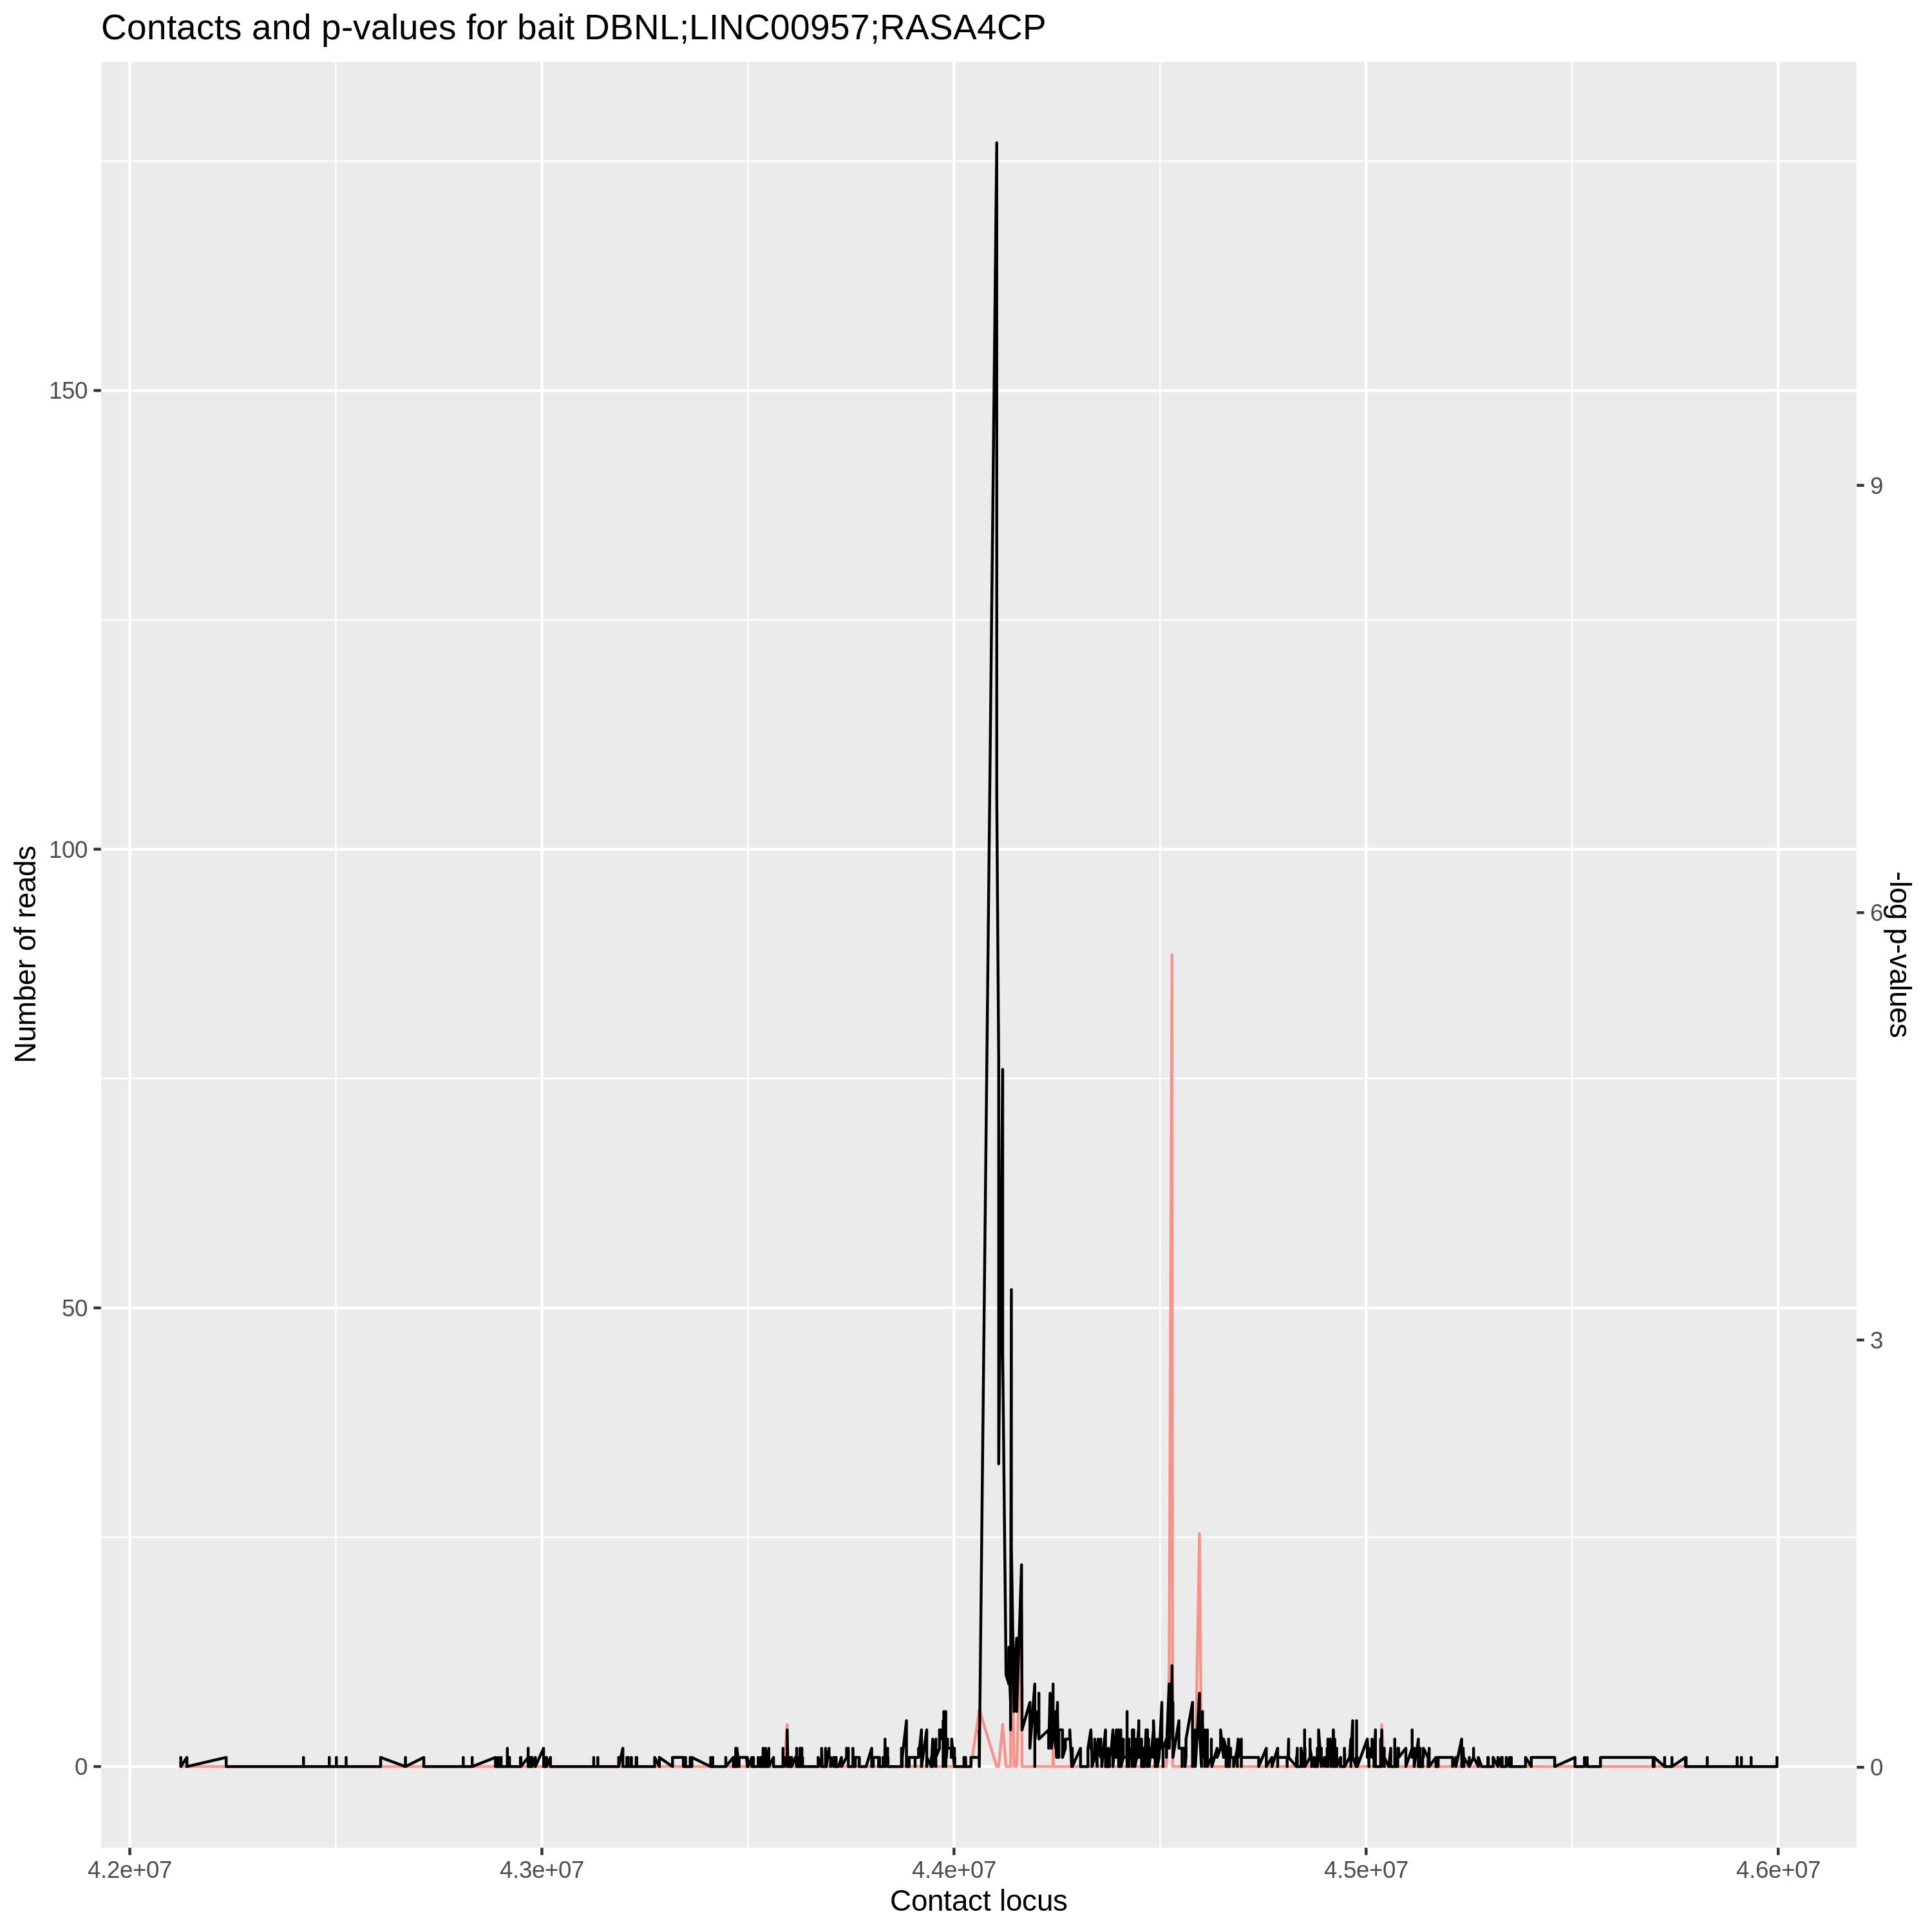 Contacts and p-values for bait DBNL;LINC00957;RASA4CP
150
100
50
0
Number of reads
9
6
3
0
-log p-values
4.2e+07
4.3e+07
4.4e+07
4.5e+07
4.6e+07
Contact locus